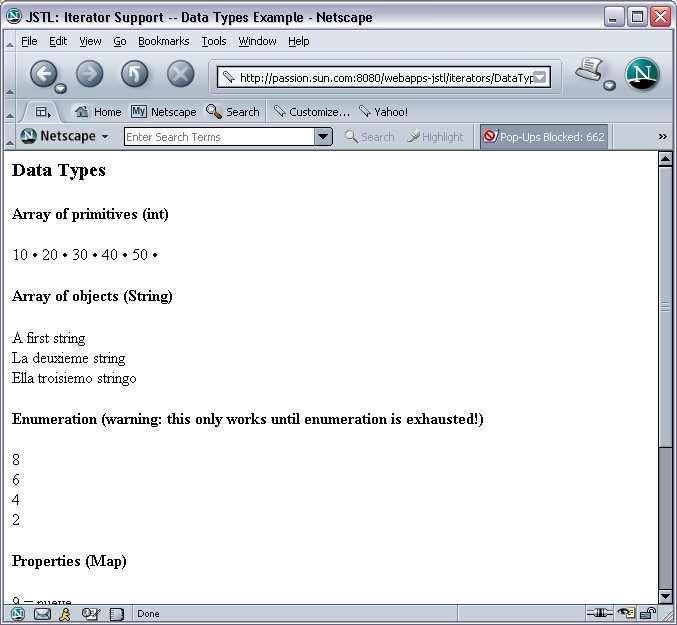 JSTL: Iterator Support -- Data Types Example - Netscape
File Edit View Go Bookmarks Tools Window Help
http://passion.sun.com:8080/webapps-jstl/iterators/DataTyp
Home My Netscape Search Customize... Yahoo!
Netscape Enter Search Terms Search Highlight Pop-Ups Blocked: 662 »
Data Types
Array of primitives (int)
10 • 20 • 30 • 40 • 50 •
Array of objects (String)
A first string
La deuxieme string
Ella troisiemo stringo
Enumeration (warning: this only works until enumeration is exhausted!)
8
6
4
2
Properties (Map)
9 = nueve
Done